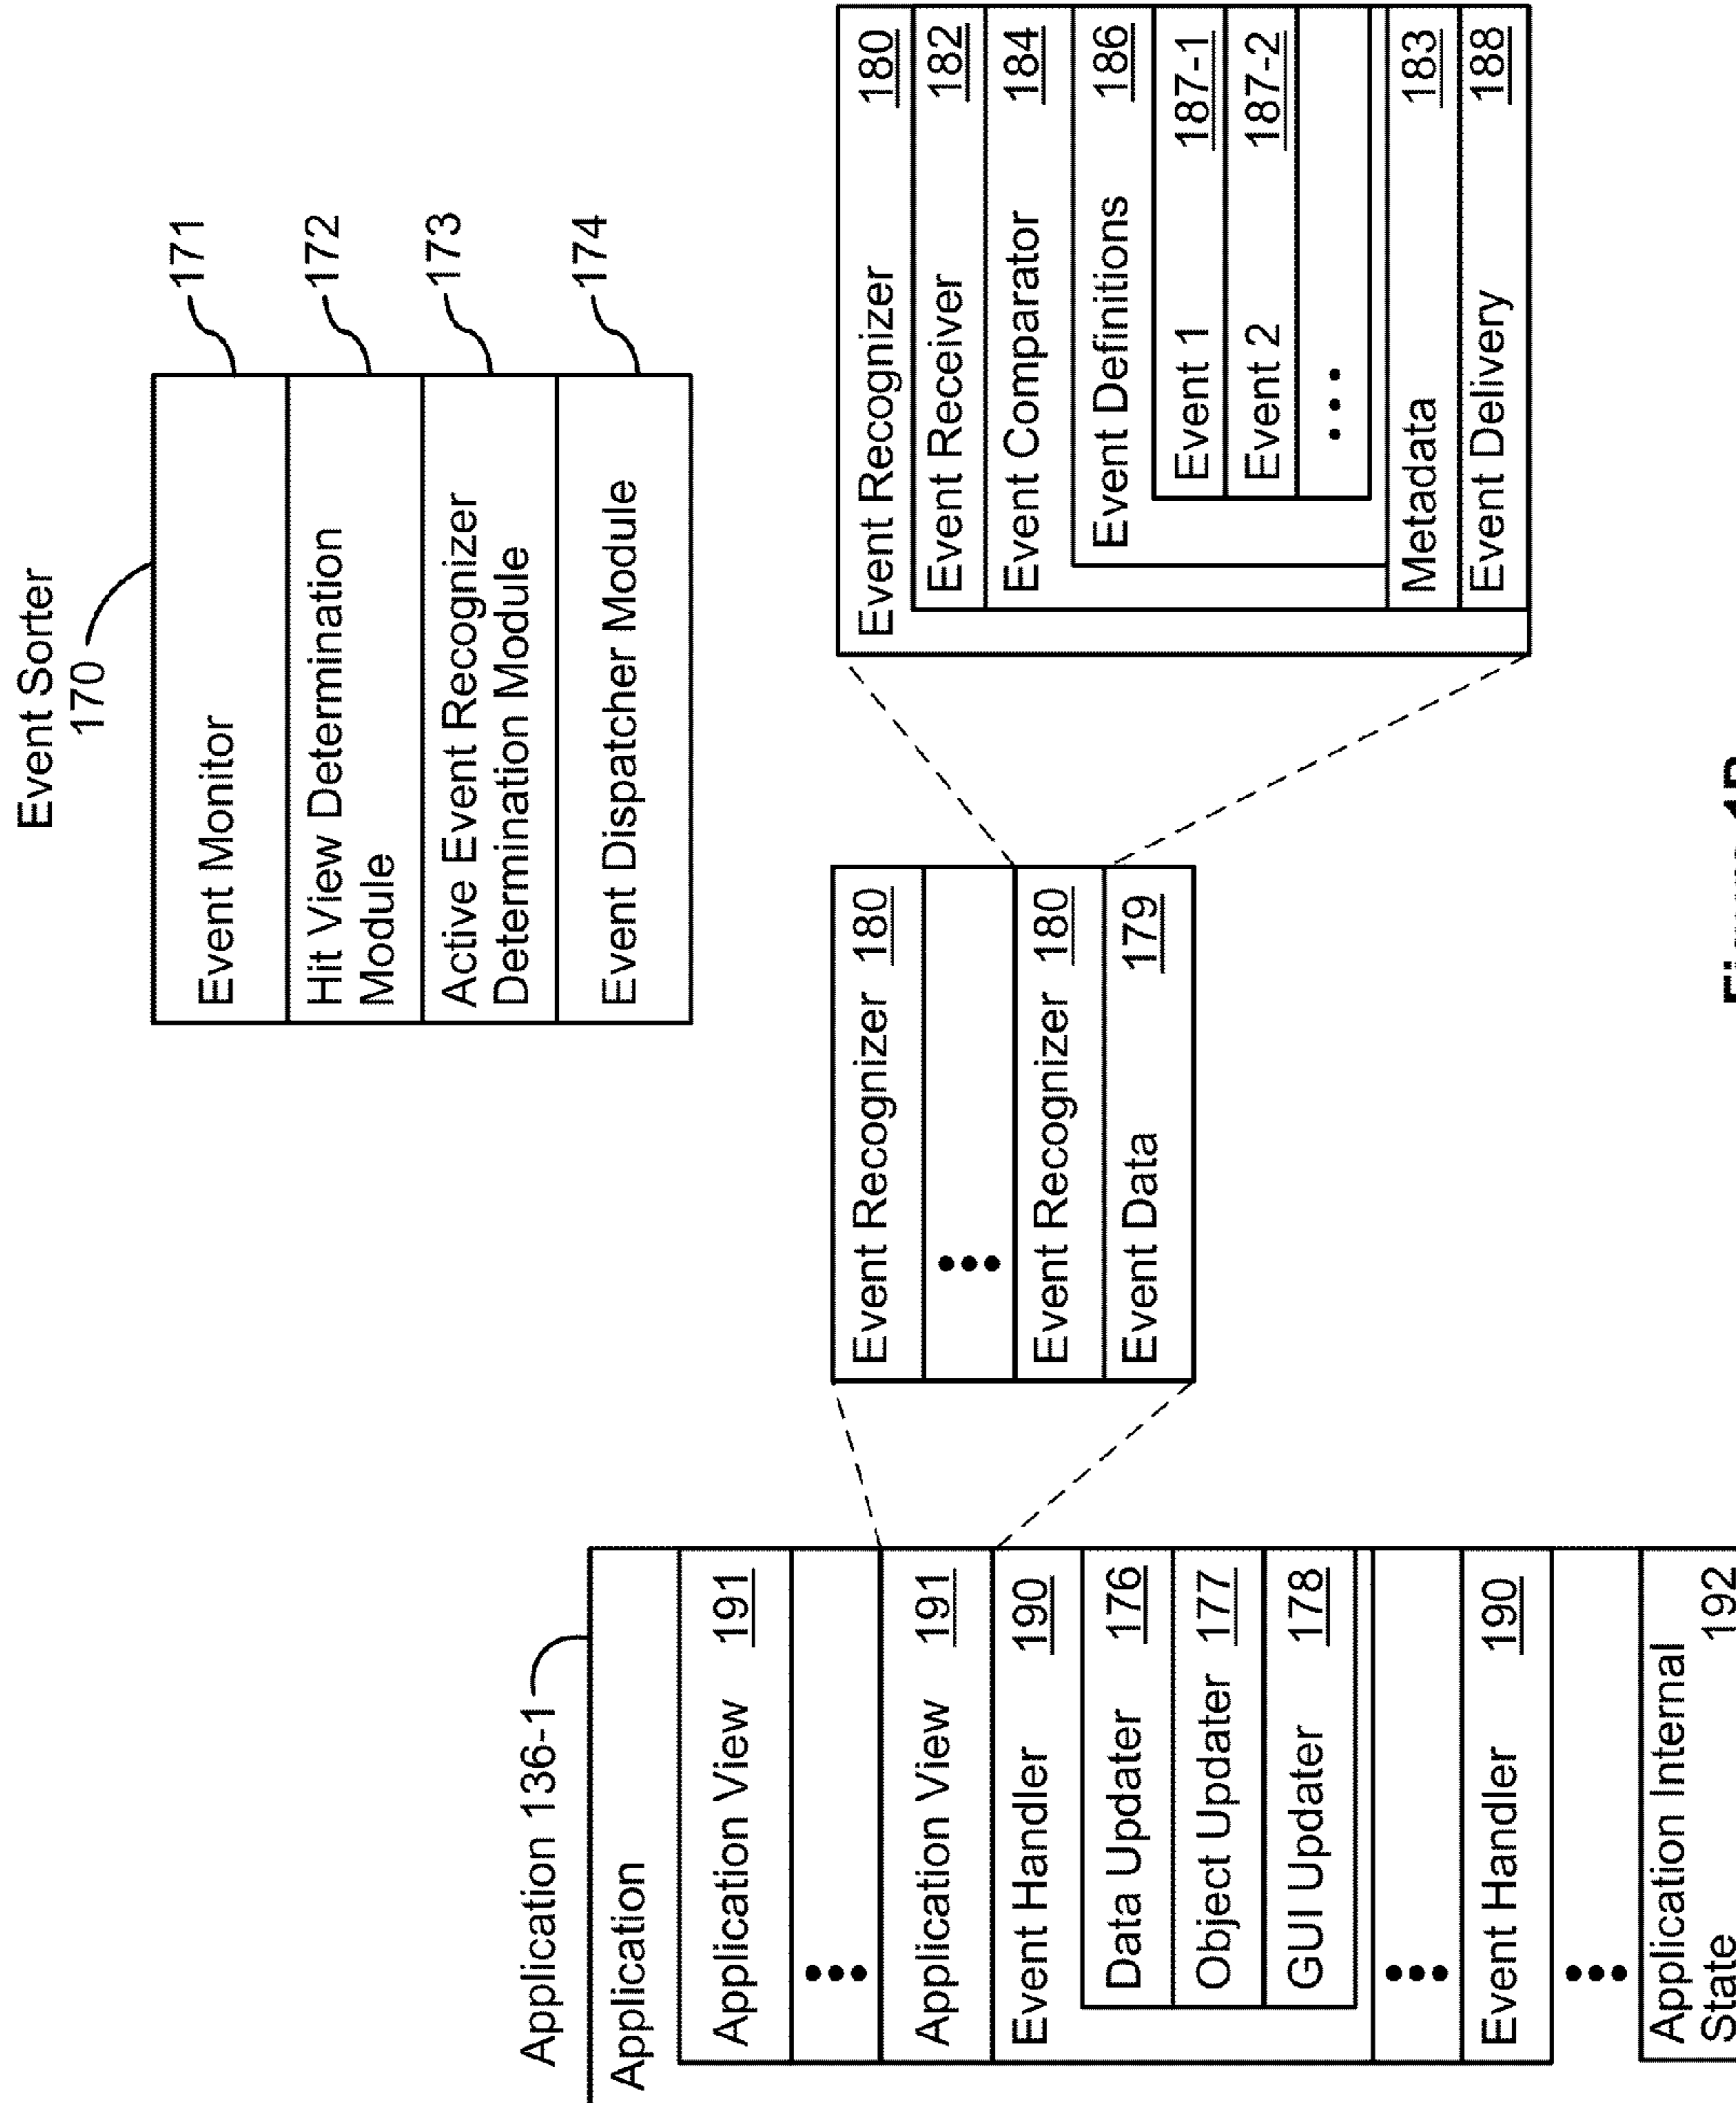 Event Sorter
170
Event Monitor
171
Hit View Determination
Module
172
Active Event Recognizer
Determination Module
173
Event Dispatcher Module
174
Application 136-1
Application
Application View 191
Application View 191
Event Handler 190
Data Updater 176
Object Updater 177
GUI Updater 178
Event Handler 190
Application Internal
State 192
Event Recognizer 180
Event Recognizer 180
Event Data 179
Event Recognizer 180
Event Receiver 182
Event Comparator 184
Event Definitions 186
Event 1 187-1
Event 2 187-2
Metadata 183
Event Delivery 188